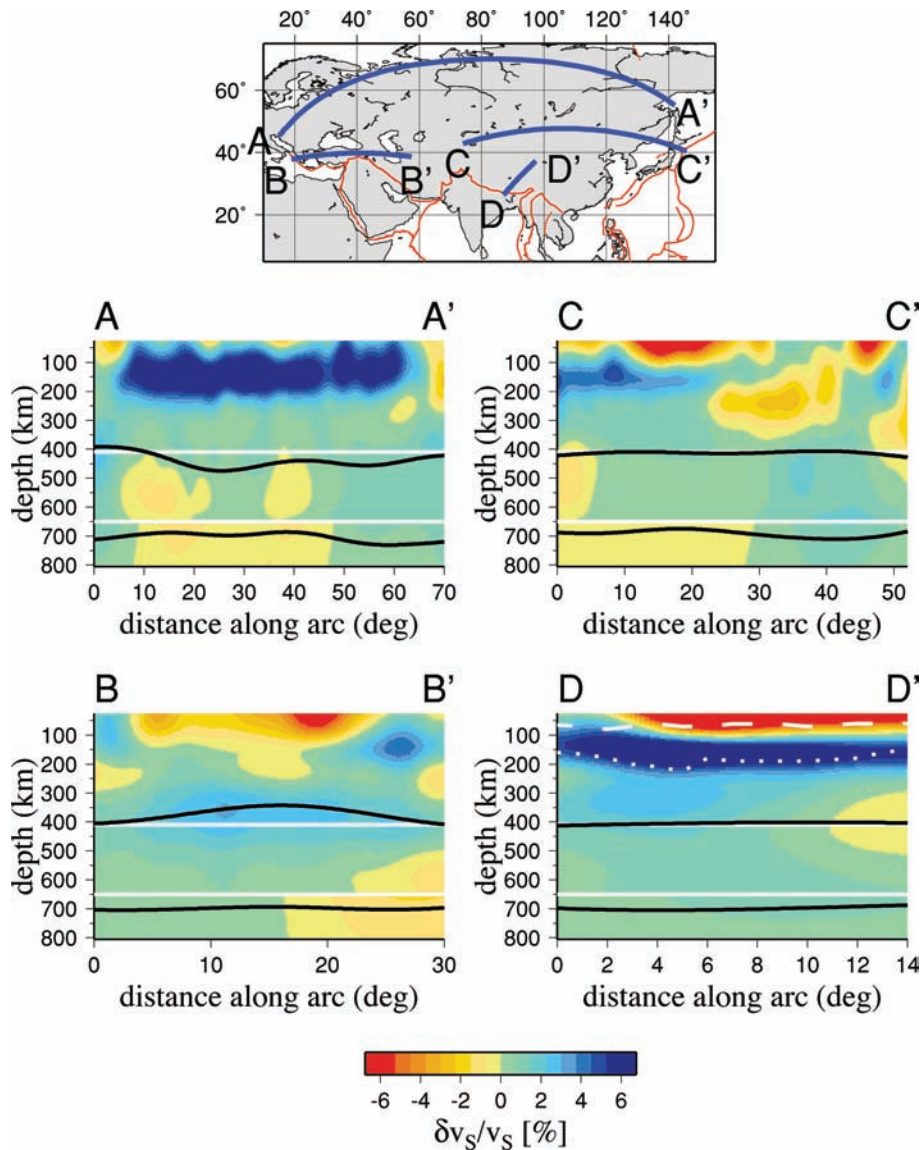 20° 40° 60° 80° 100° 120° 140°
60°
40°
20°
A
A'
B
B'
C
C'
D
D'
A A'
depth (km)
100
200
300
400
500
600
700
800
0 10 20 30 40 50 60 70
distance along arc (deg)
C C'
depth (km)
100
200
300
400
500
600
700
800
0 10 20 30 40 50
distance along arc (deg)
B B'
depth (km)
100
200
300
400
500
600
700
800
0 10 20 30
distance along arc (deg)
D D'
depth (km)
100
200
300
400
500
600
700
800
0 2 4 6 8 10 12 14
distance along arc (deg)
-6 -4 -2 0 2 4 6
δvS/vS [%]